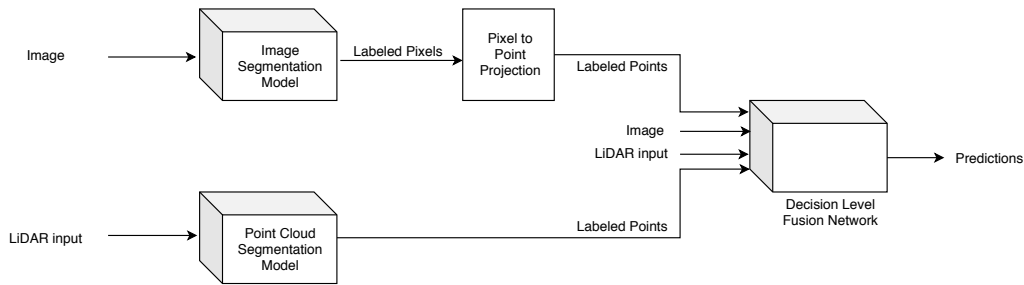 Image
Image
Segmentation
Model
Labeled Pixels
Pixel to
Point
Projection
Labeled Points
Image
LiDAR input
Predictions
Decision Level
Fusion Network
LiDAR input
Point Cloud
Segmentation
Model
Labeled Points